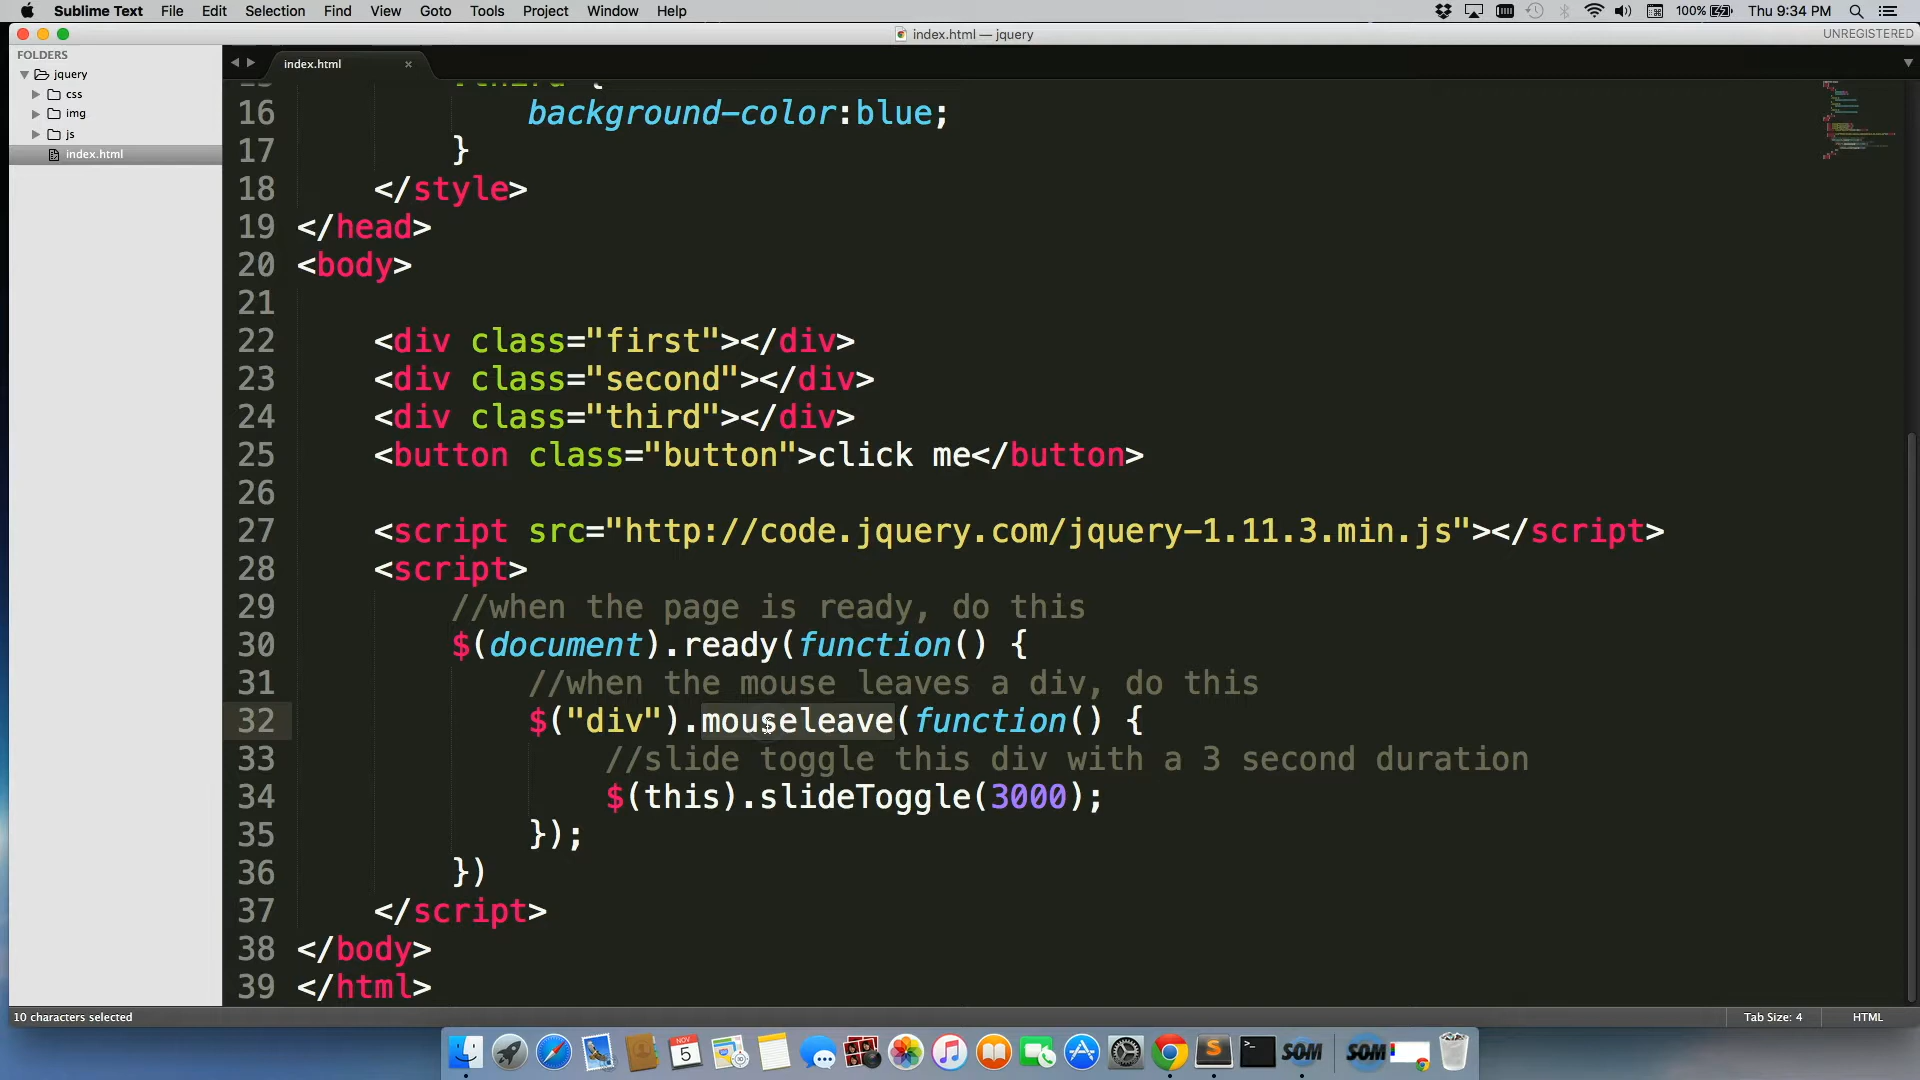 Sublime Text File Edit Selection Find View Goto Tools Project Window Help 100% Thu 9:34 PM
index.html — jquery UNREGISTERED
FOLDERS
jquery
css
img
js
index.html
index.html
.third {
16 background-color:blue;
17 }
18 </style>
19 </head>
20 <body>
21
22 <div class="first"></div>
23 <div class="second"></div>
24 <div class="third"></div>
25 <button class="button">click me</button>
26
27 <script src="http://code.jquery.com/jquery-1.11.3.min.js"></script>
28 <script>
29 //when the page is ready, do this
30 $(document).ready(function() {
31 //when the mouse leaves a div, do this
32 $("div").mouseleave(function() {
33 //slide toggle this div with a 3 second duration
34 $(this).slideToggle(3000);
35 });
36 })
37 </script>
38 </body>
39 </html>
10 characters selected Tab Size: 4 HTML
NOV
5
SOM
SOM